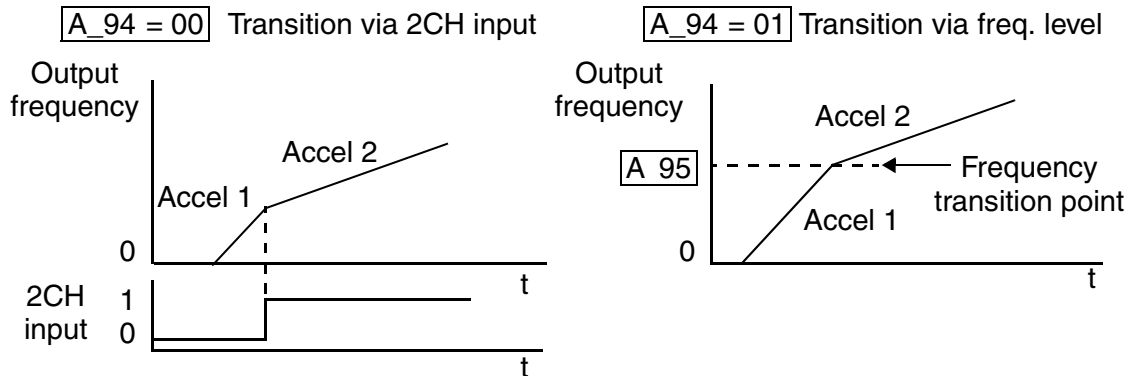 A_94 = 00 Transition via 2CH input
Output
frequency
Accel 2
Accel 1
0
t
2CH
input
1
0
t
A_94 = 01 Transition via freq. level
Output
frequency
Accel 2
A 95
Frequency
transition point
Accel 1
0
t